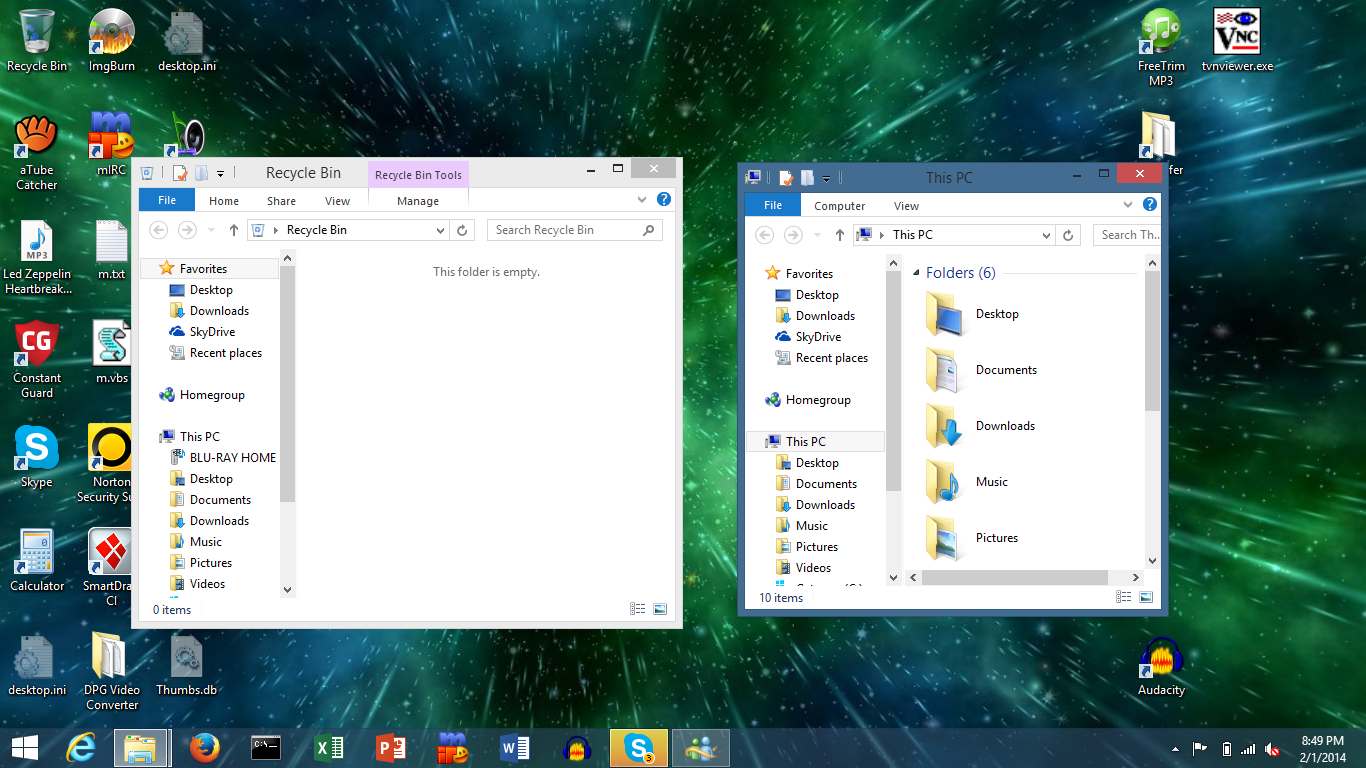 Recycle Bin
ImgBurn
desktop.ini
FreeTrim
MP3
VNC
tvnviewer.exe
aTube
Catcher
mIRC
MP3
Led Zeppelin
Heartbreak...
m.txt
CG
Constant
Guard
m.vbs
Skype
Norton
Security Su
Calculator
SmartDra
CI
desktop.ini
DPG Video
Converter
Thumbs.db
Recycle Bin
Recycle Bin Tools
File
Home
Share
View
Manage
Recycle Bin
Search Recycle Bin
Favorites
Desktop
Downloads
SkyDrive
Recent places
Homegroup
This PC
BLU-RAY HOME
Desktop
Documents
Downloads
Music
Pictures
Videos
This folder is empty.
0 items
This PC
File
Computer
View
This PC
Search Th...
Favorites
Desktop
Downloads
SkyDrive
Recent places
Homegroup
This PC
Desktop
Documents
Downloads
Music
Pictures
Videos
Folders (6)
Desktop
Documents
Downloads
Music
Pictures
10 items
fer
Audacity
3
8:49 PM
2/1/2014